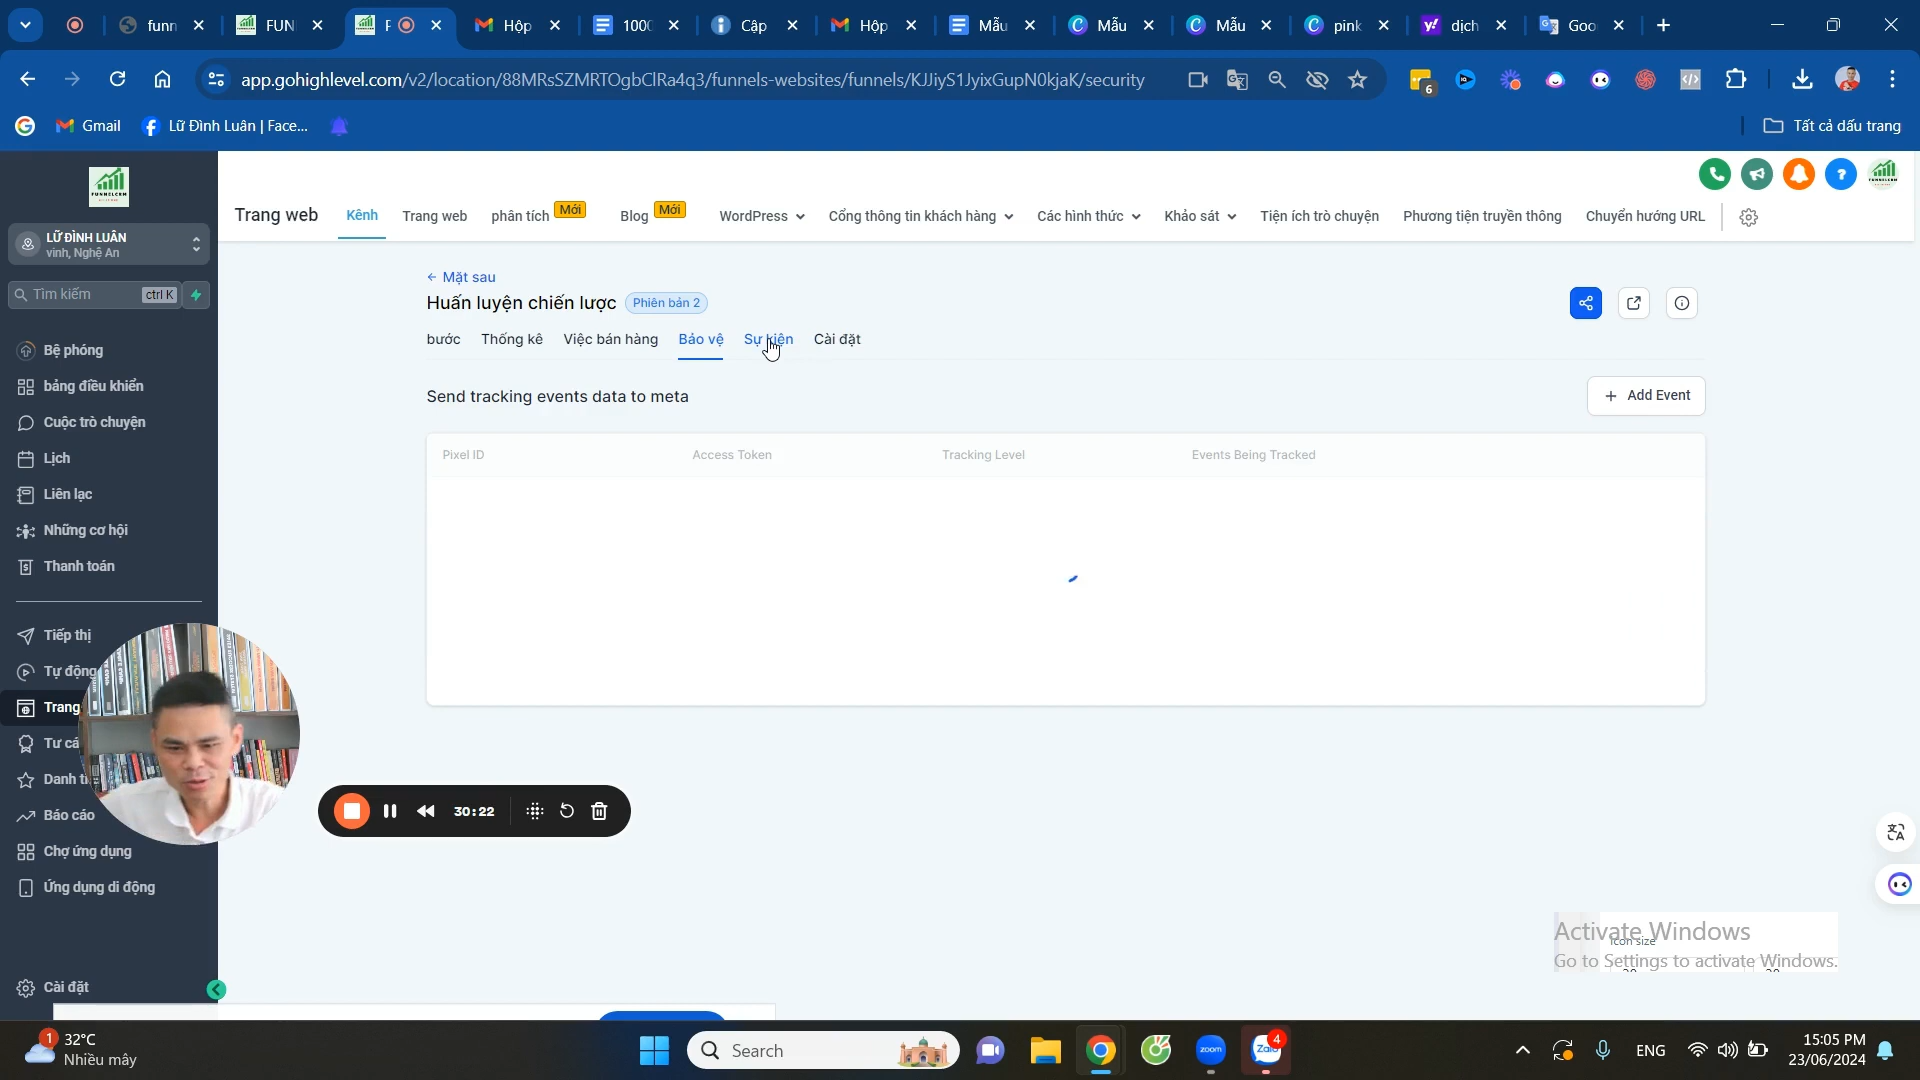 funn
FUN
F
Hộp
100
Cập
Hộp
Mẫu
Mẫu
Mẫu
pink
dịch
Goo
app.gohighlevel.com/v2/location/88MRsSZMRTOgbClRa4q3/funnels-websites/funnels/KJJiyS1JyixGupN0kjaK/security
6
Gmail
Lữ Đình Luân | Face...
Tất cả dấu trang
Trang web
Kênh
Trang web
phân tích
Mới
Blog
Mới
WordPress
Cổng thông tin khách hàng
Các hình thức
Khảo sát
Tiện ích trò chuyện
Phương tiện truyền thông
Chuyển hướng URL
LỮ ĐÌNH LUÂN
vinh, Nghệ An
Tìm kiếm
ctrl K
Bệ phóng
bảng điều khiển
Cuộc trò chuyện
Lịch
Liên lạc
Những cơ hội
Thanh toán
Tiếp thị
Tự động
Trang
Tư cá
Danh ti
Báo cáo
Chợ ứng dụng
Ứng dụng di động
Cài đặt
← Mặt sau
Huấn luyện chiến lược
Phiên bản 2
bước
Thống kê
Việc bán hàng
Bảo vệ
Sự kiện
Cài đặt
Send tracking events data to meta
+ Add Event
Pixel ID
Access Token
Tracking Level
Events Being Tracked
30:22
Activate Windows
Icon size
Go to Settings to activate Windows.
1
32°C
Nhiều mây
Search
zoom
Zalo
4
ENG
15:05 PM
23/06/2024